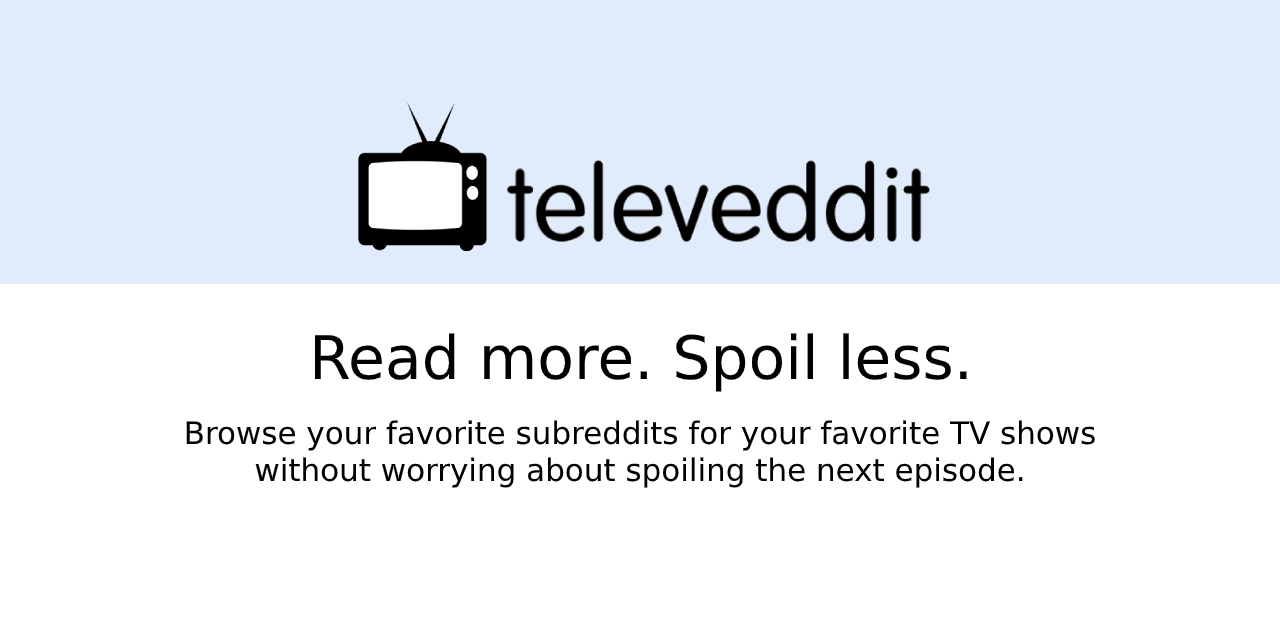 televeddit
Read more. Spoil less.
Browse your favorite subreddits for your favorite TV shows
without worrying about spoiling the next episode.